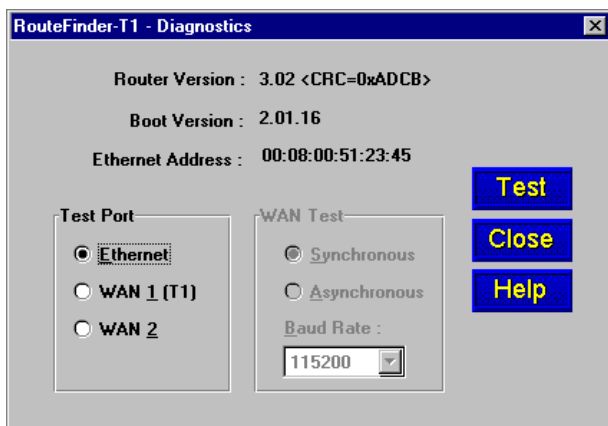 RouteFinder-T1 - Diagnostics
Router Version : 3.02 <CRC=0xADCB>
Boot Version : 2.01.16
Ethernet Address : 00:08:00:51:23:45
Test Port
Ethernet
WAN 1 (T1)
WAN 2
WAN Test
Synchronous
Asynchronous
Baud Rate :
115200
Test
Close
Help